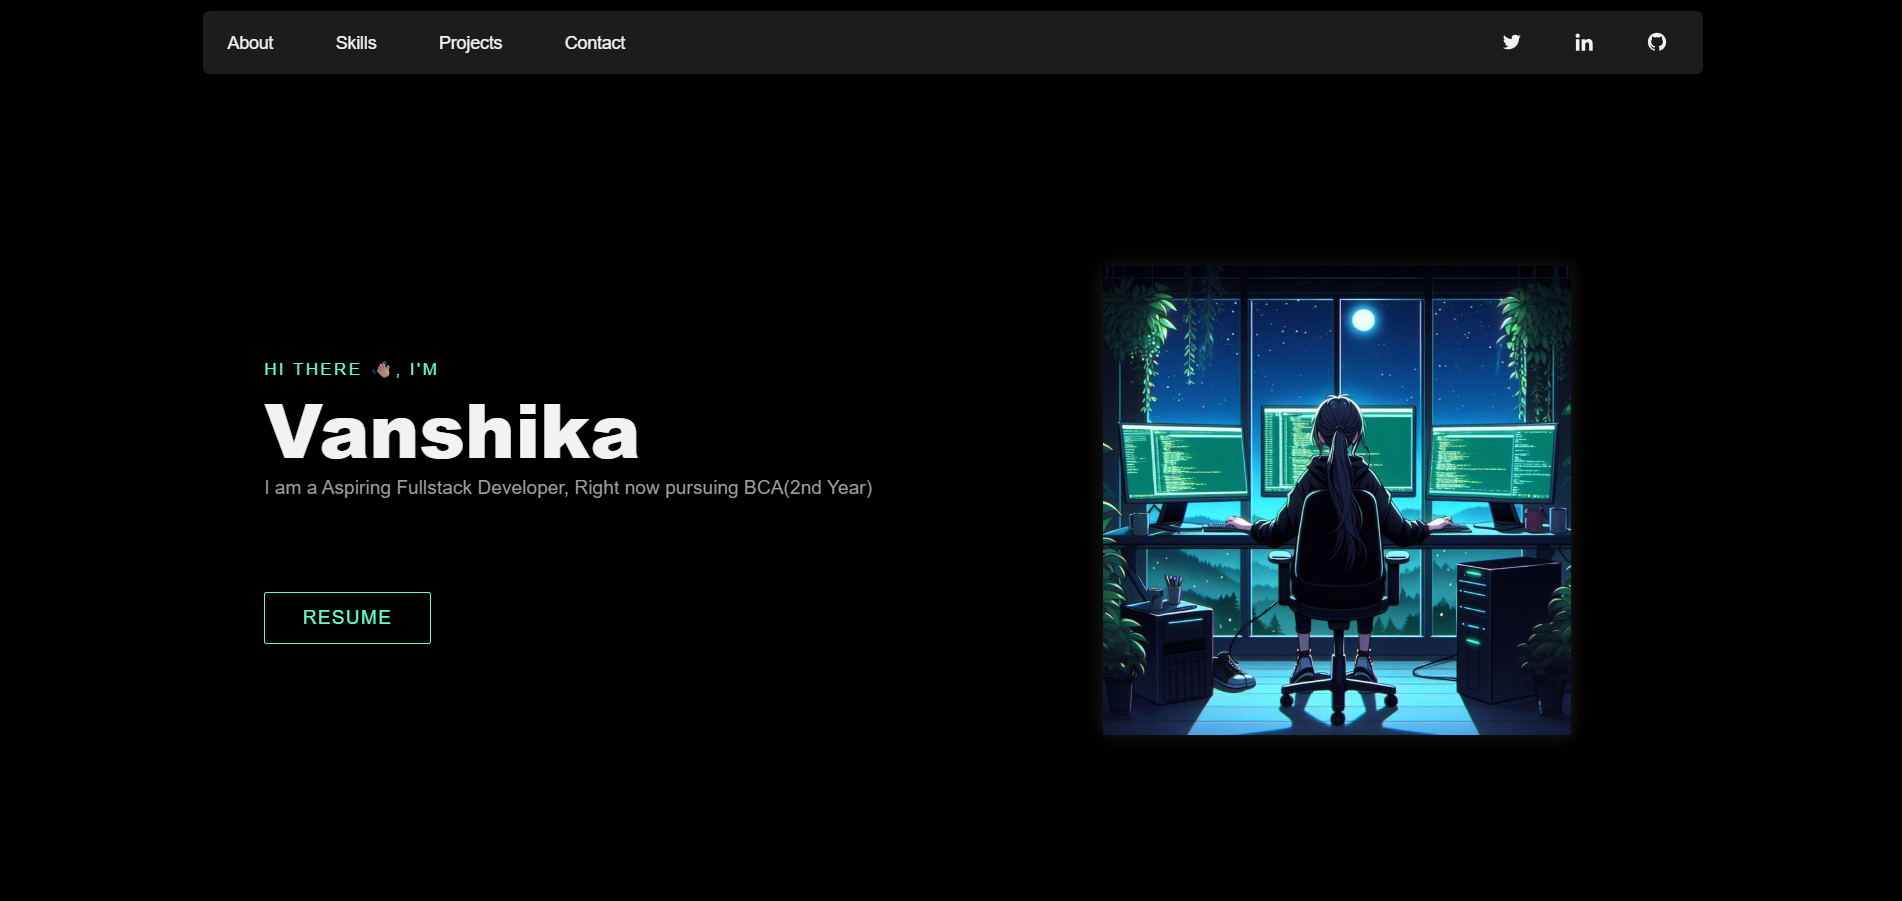 About Skills Projects Contact
HI THERE 👋🏽, I'M
Vanshika
I am a Aspiring Fullstack Developer, Right now pursuing BCA(2nd Year)
RESUME